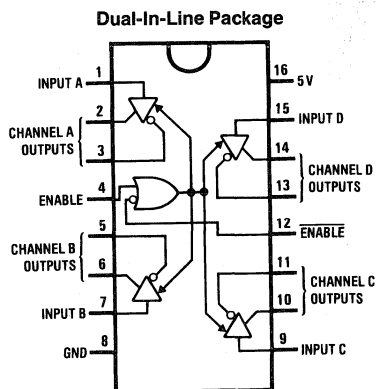 Dual-In-Line Package
1
INPUT A
2
CHANNEL A
OUTPUTS
3
4
ENABLE
5
CHANNEL B
OUTPUTS
6
7
INPUT B
8
GND
16
5V
15
INPUT D
14
CHANNEL D
OUTPUTS
13
12
ENABLE
11
CHANNEL C
OUTPUTS
10
9
INPUT C